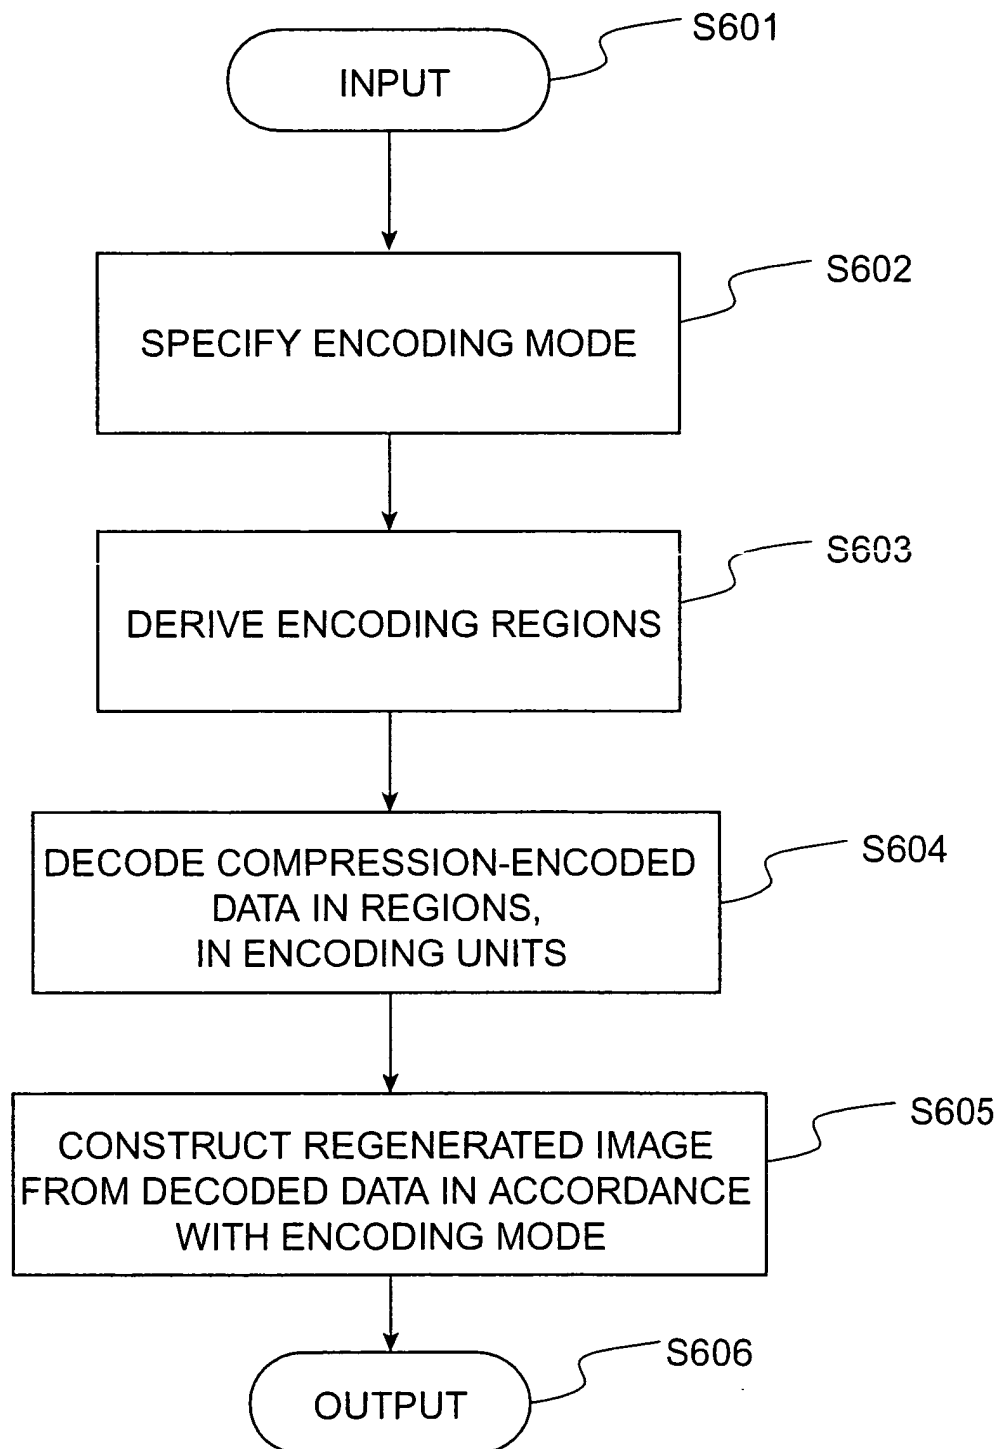 S601
INPUT
S602
SPECIFY ENCODING MODE
S603
DERIVE ENCODING REGIONS
S604
DECODE COMPRESSION-ENCODED
DATA IN REGIONS,
IN ENCODING UNITS
S605
CONSTRUCT REGENERATED IMAGE
FROM DECODED DATA IN ACCORDANCE
WITH ENCODING MODE
S606
OUTPUT